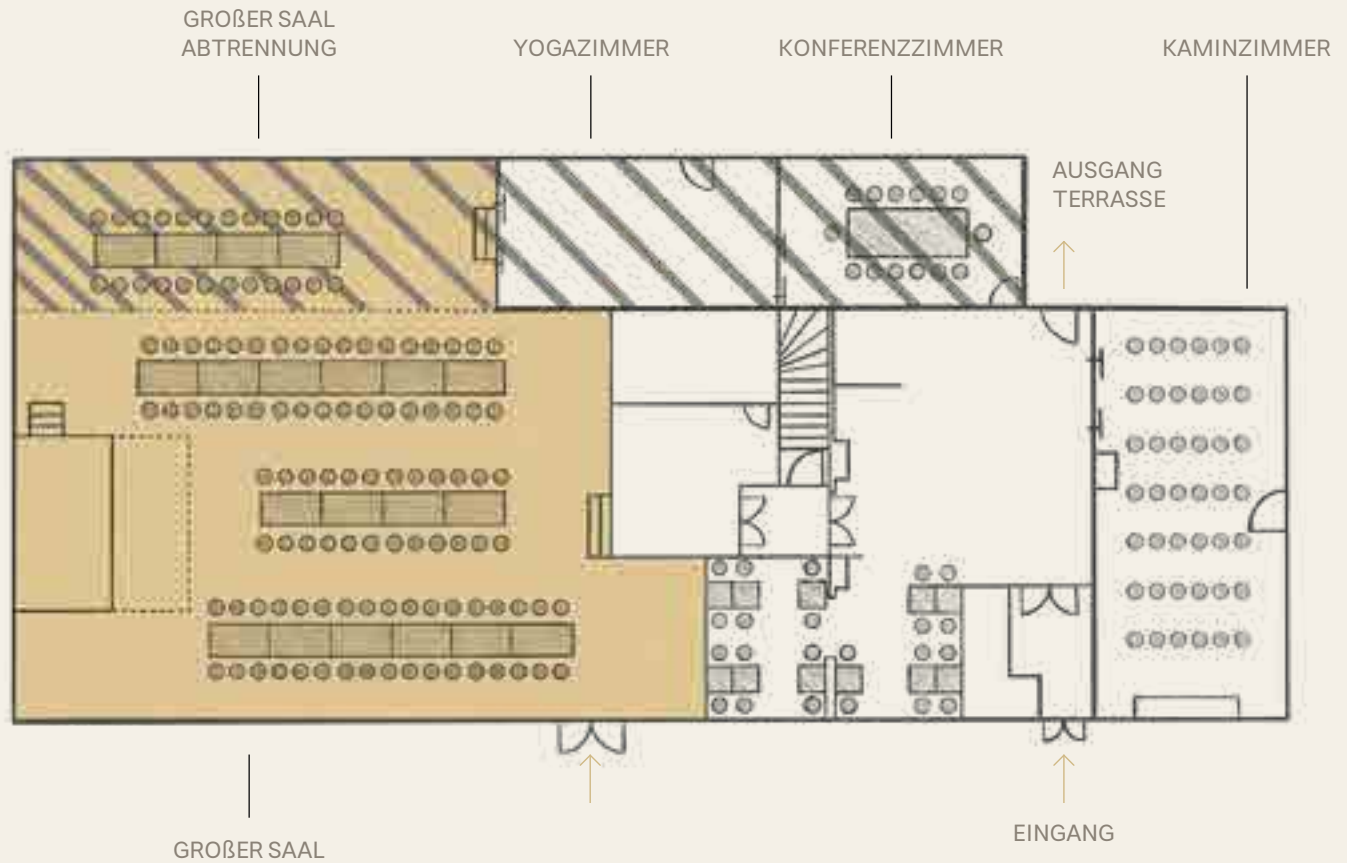 GROßER SAAL
ABTRENNUNG
YOGAZIMMER
KONFERENZZIMMER
KAMINZIMMER
AUSGANG
TERRASSE
EINGANG
GROßER SAAL